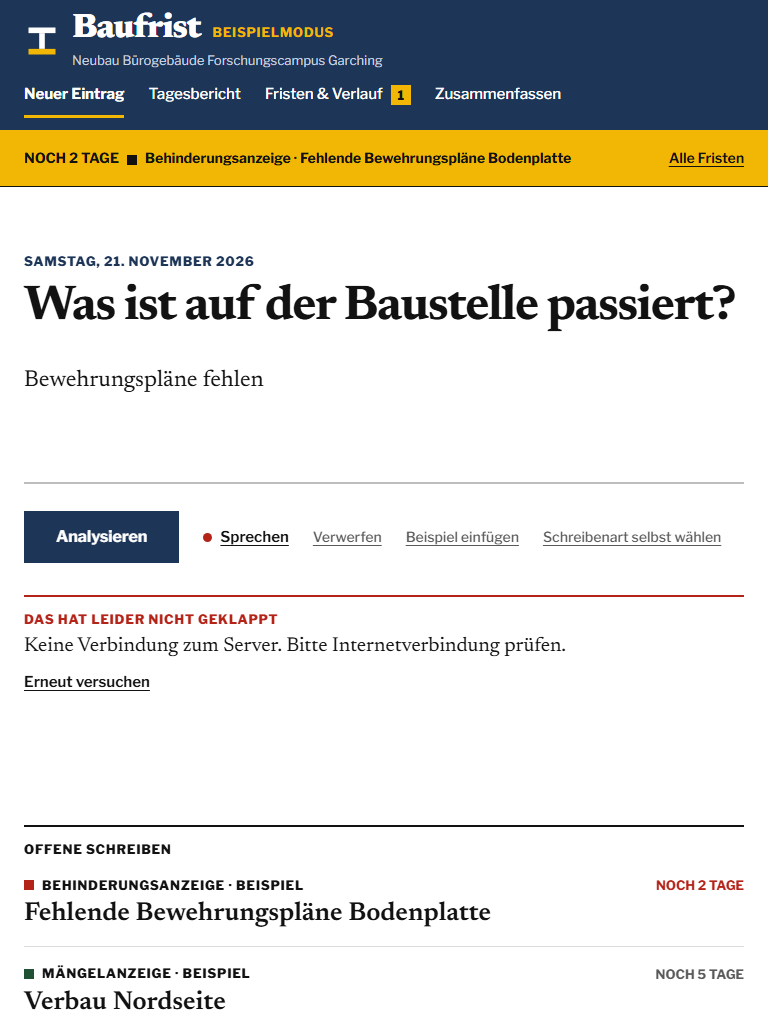 Baufrist BEISPIELMODUS
Neubau Bürogebäude Forschungscampus Garching
Neuer Eintrag Tagesbericht Fristen & Verlauf 1 Zusammenfassen
NOCH 2 TAGE Behinderungsanzeige · Fehlende Bewehrungspläne Bodenplatte Alle Fristen
SAMSTAG, 21. NOVEMBER 2026
Was ist auf der Baustelle passiert?
Bewehrungspläne fehlen
Analysieren Sprechen Verwerfen Beispiel einfügen Schreibenart selbst wählen
DAS HAT LEIDER NICHT GEKLAPPT
Keine Verbindung zum Server. Bitte Internetverbindung prüfen.
Erneut versuchen
OFFENE SCHREIBEN
BEHINDERUNGSANZEIGE · BEISPIEL NOCH 2 TAGE
Fehlende Bewehrungspläne Bodenplatte
MÄNGELANZEIGE · BEISPIEL NOCH 5 TAGE
Verbau Nordseite